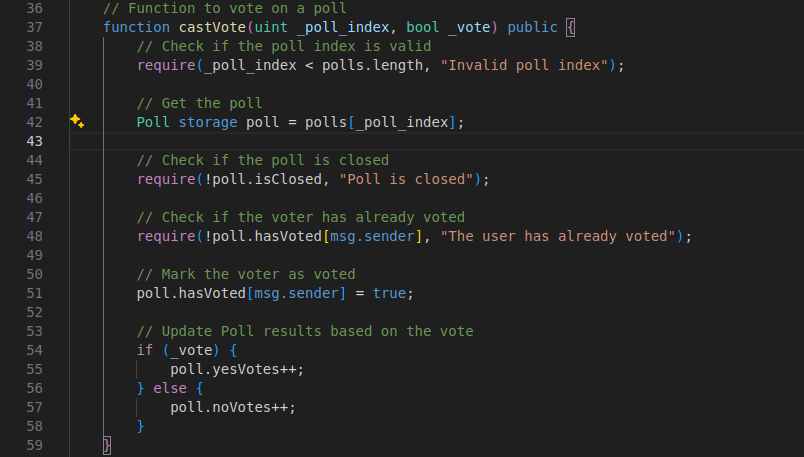 36 // Function to vote on a poll
37 function castVote(uint _poll_index, bool _vote) public {
38 // Check if the poll index is valid
39 require(_poll_index < polls.length, "Invalid poll index");
40
41 // Get the poll
42 Poll storage poll = polls[_poll_index];
43
44 // Check if the poll is closed
45 require(!poll.isClosed, "Poll is closed");
46
47 // Check if the voter has already voted
48 require(!poll.hasVoted[msg.sender], "The user has already voted");
49
50 // Mark the voter as voted
51 poll.hasVoted[msg.sender] = true;
52
53 // Update Poll results based on the vote
54 if (_vote) {
55 poll.yesVotes++;
56 } else {
57 poll.noVotes++;
58 }
59 }